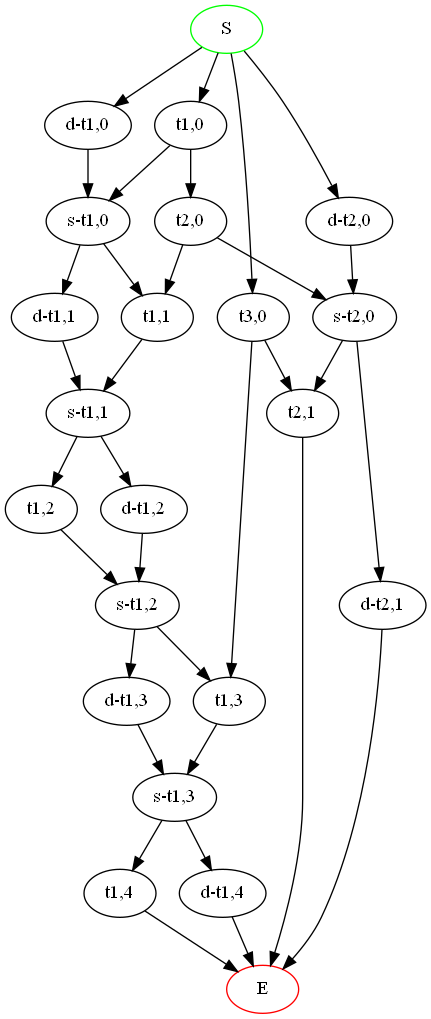 S
d-t1,0
t1,0
s-t1,0
t2,0
d-t2,0
d-t1,1
t1,1
t3,0
s-t2,0
s-t1,1
t2,1
t1,2
d-t1,2
s-t1,2
d-t2,1
d-t1,3
t1,3
s-t1,3
t1,4
d-t1,4
E